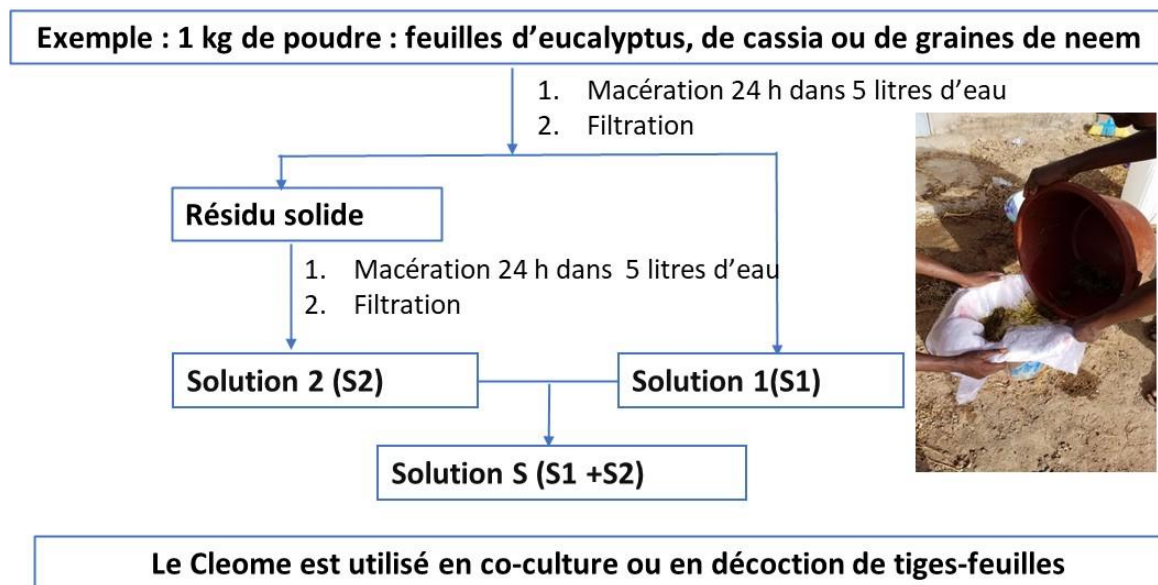 Exemple : 1 kg de poudre : feuilles d’eucalyptus, de cassia ou de graines de neem
1. Macération 24 h dans 5 litres d’eau
2. Filtration
Résidu solide
1. Macération 24 h dans 5 litres d’eau
2. Filtration
Solution 2 (S2)
Solution 1(S1)
Solution S (S1 +S2)
Le Cleome est utilisé en co-culture ou en décoction de tiges-feuilles